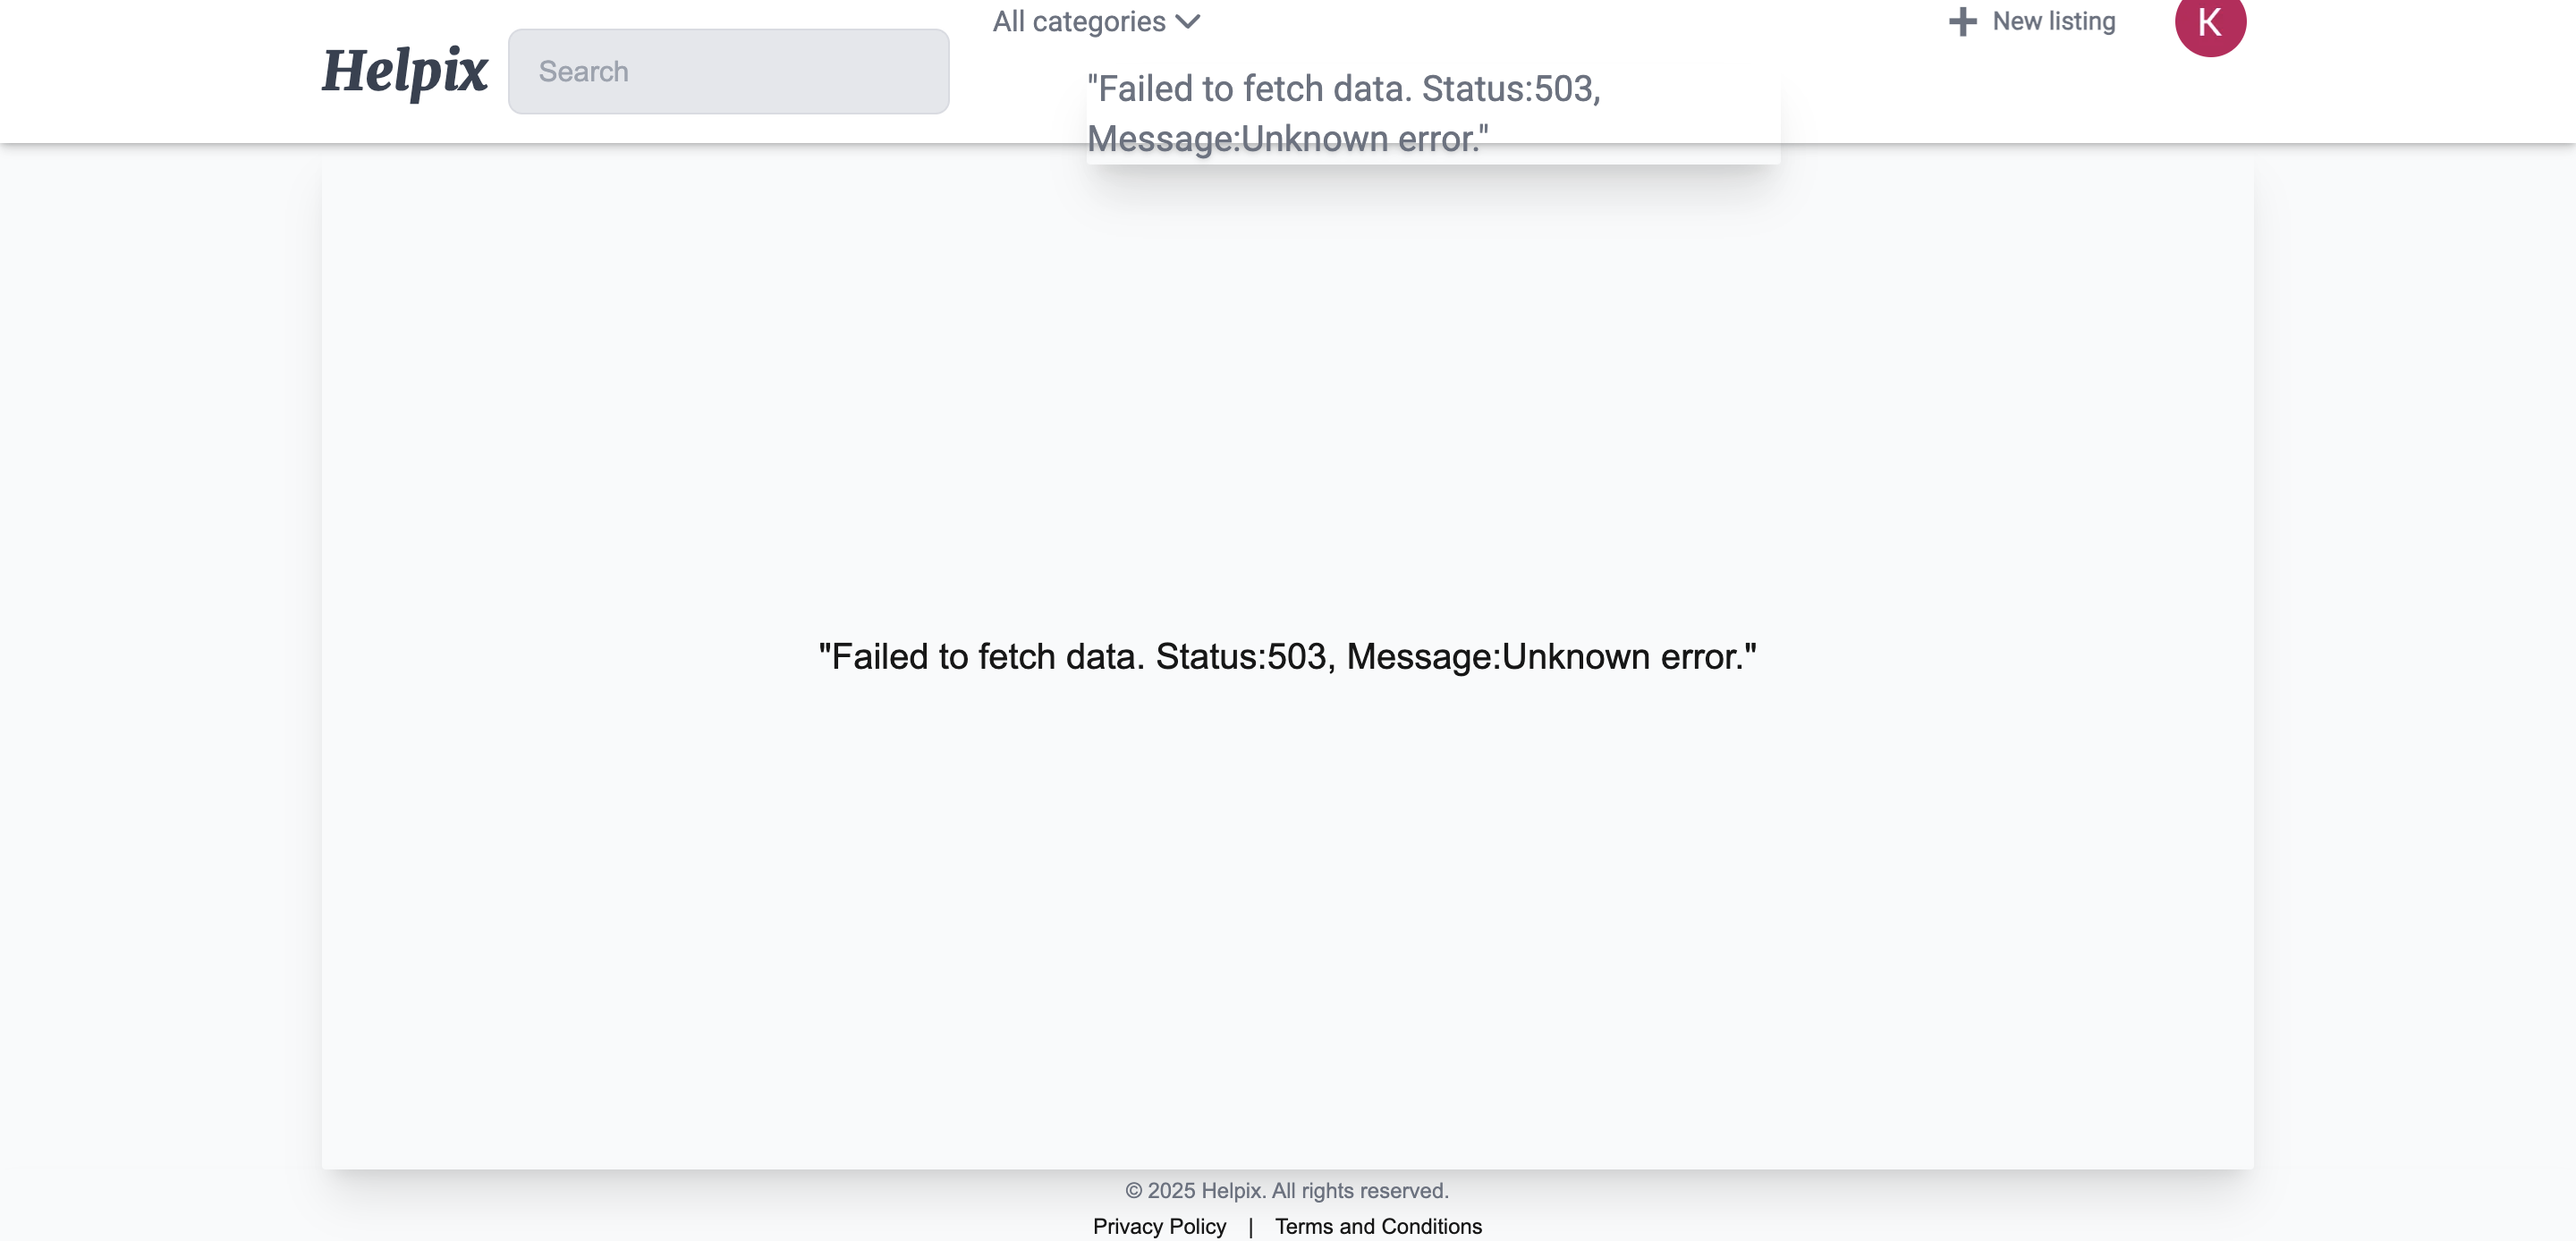 Helpix
Search
All categories
New listing
K
"Failed to fetch data. Status:503,
Message:Unknown error."
"Failed to fetch data. Status:503, Message:Unknown error."
© 2025 Helpix. All rights reserved.
Privacy Policy | Terms and Conditions